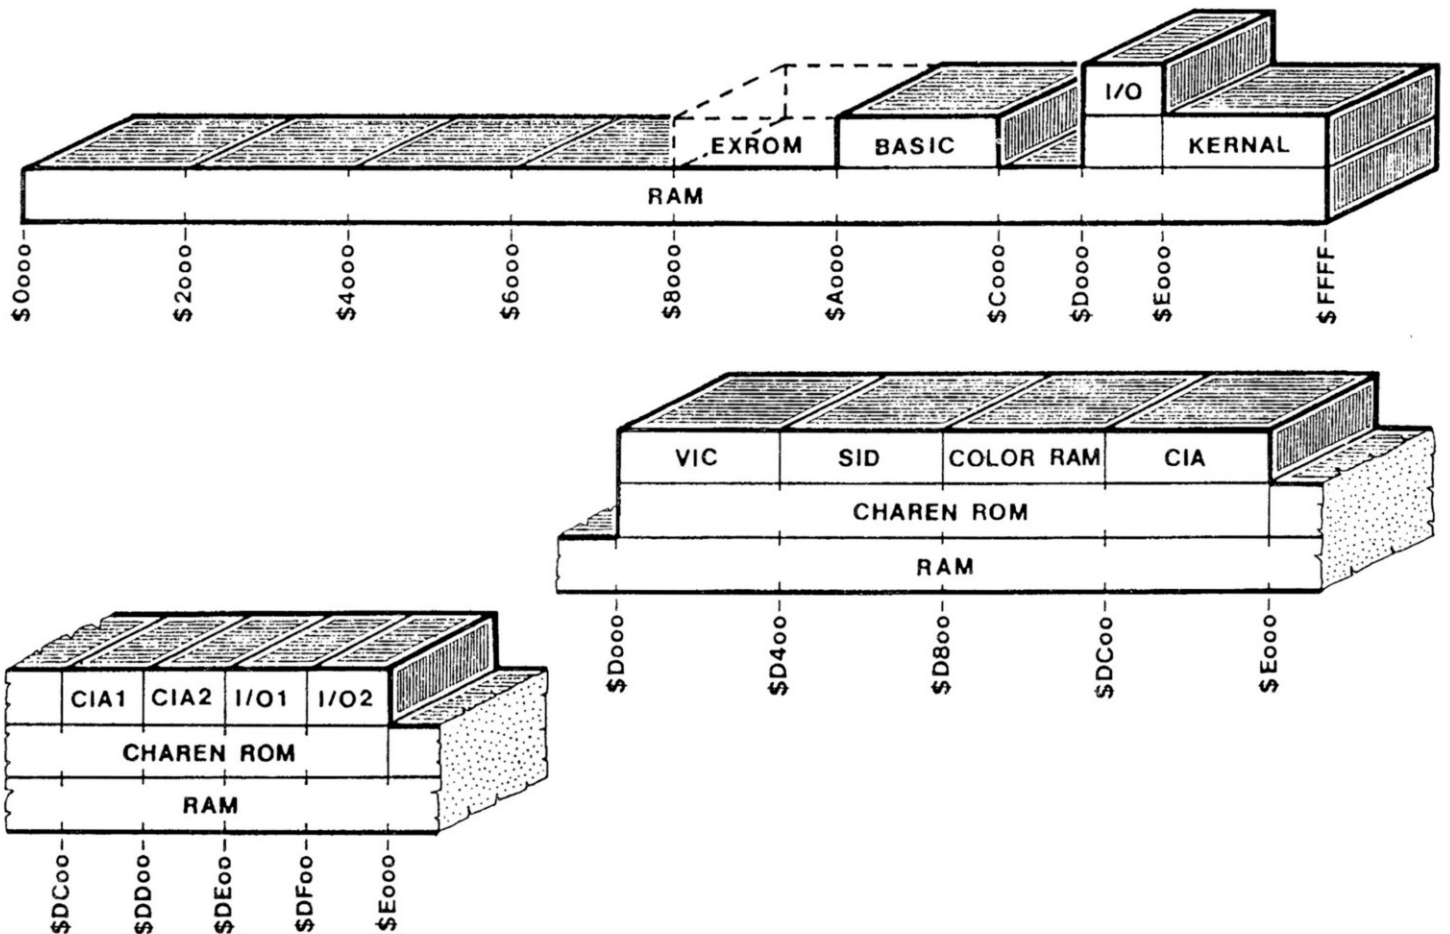 I/O
EXROM BASIC KERNAL
RAM
$0000 $2000 $4000 $6000 $8000 $A000 $C000 $D000 $E000 $FFFF
VIC SID COLOR RAM CIA
CHAREN ROM
RAM
$D000 $D400 $D800 $DC00 $E000
CIA1 CIA2 I/O1 I/O2
CHAREN ROM
RAM
$DC00 $DD00 $DE00 $DF00 $E000